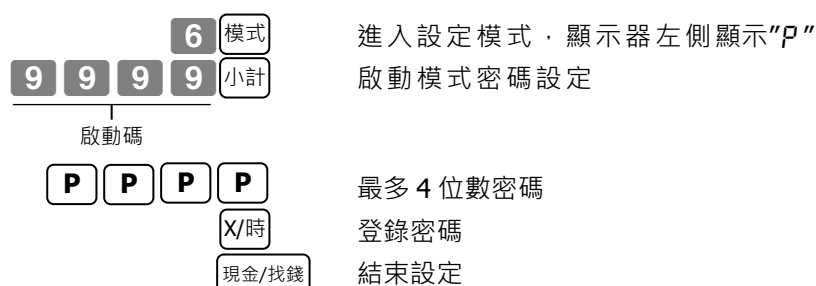 6 模式 進入設定模式，顯示器左側顯示"P"
9 9 9 9 小計 啟動模式密碼設定
啟動碼
P P P P 最多 4 位數密碼
X/時 登錄密碼
現金/找錢 結束設定